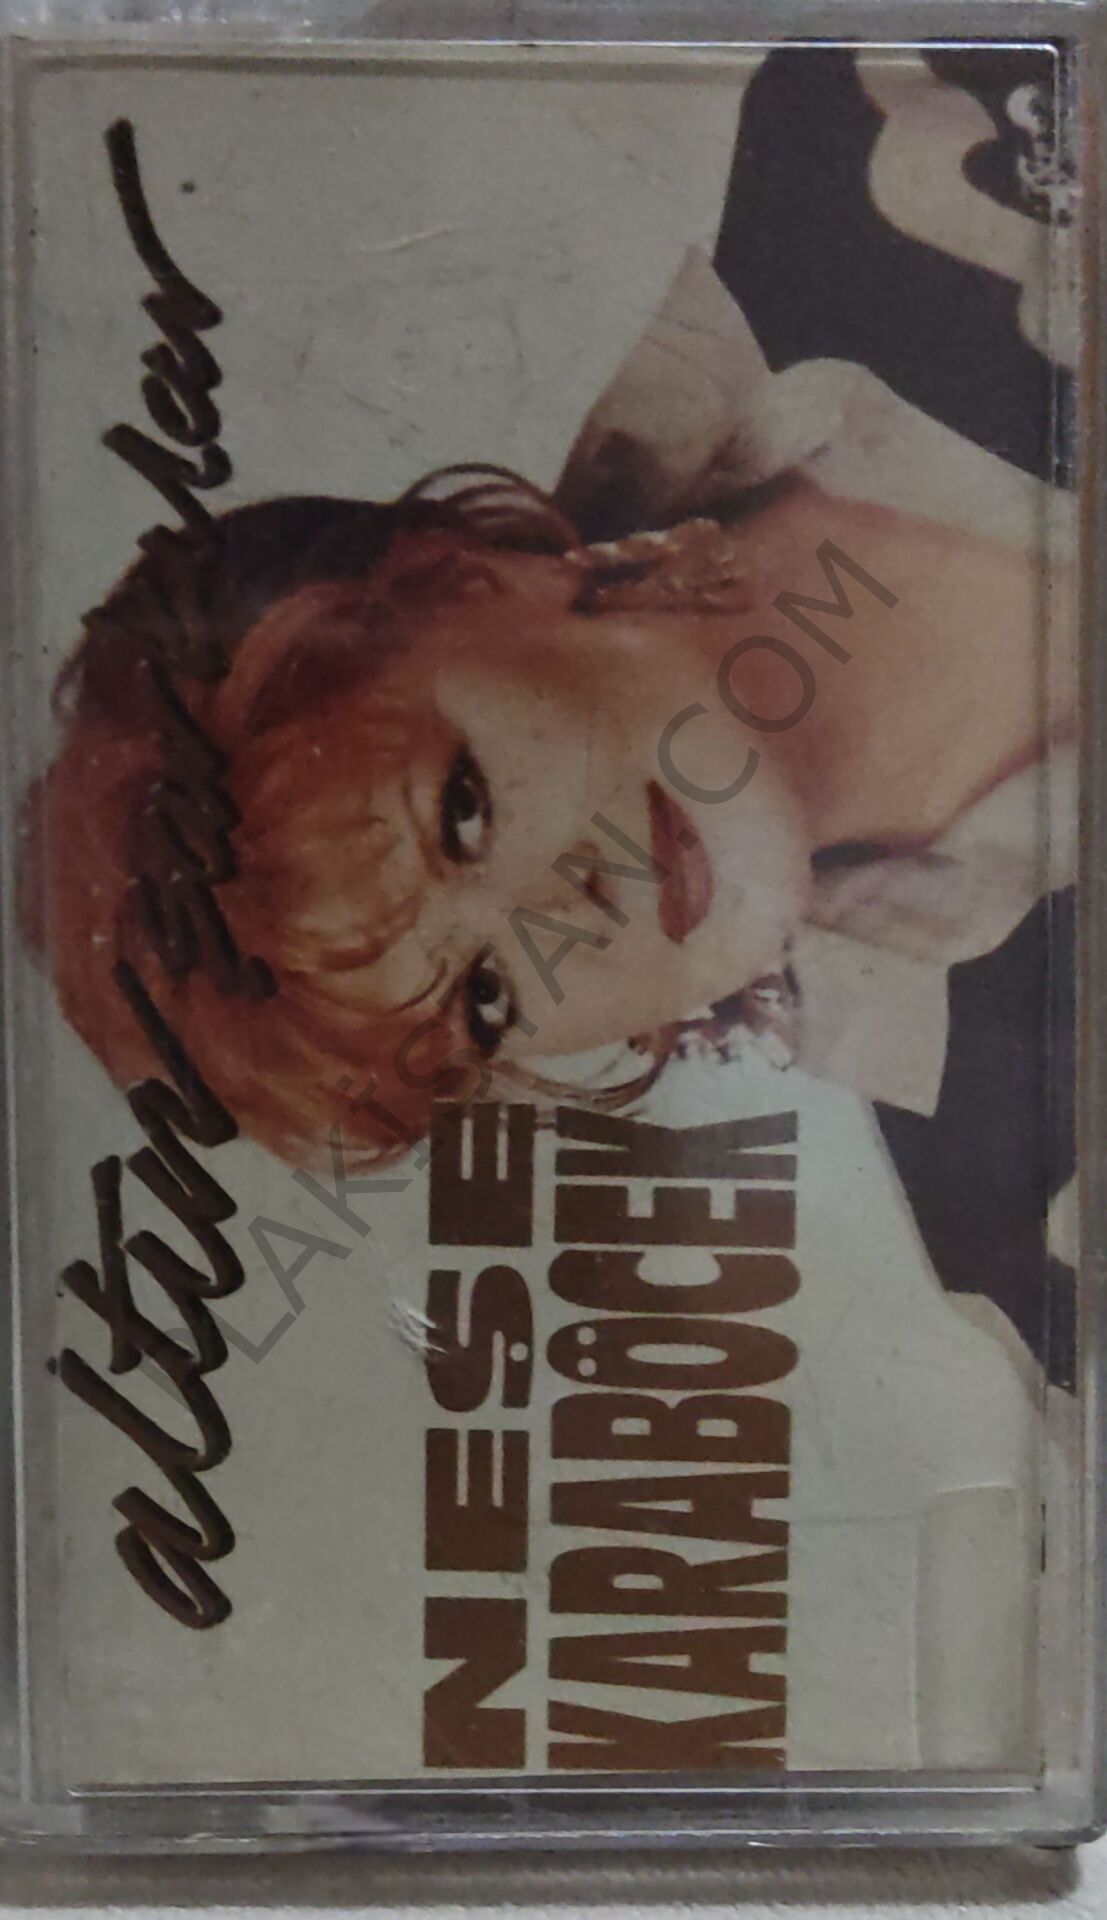 altın şarkılar
NEŞE
KARABÖCEK
PLAKİSTAN.COM